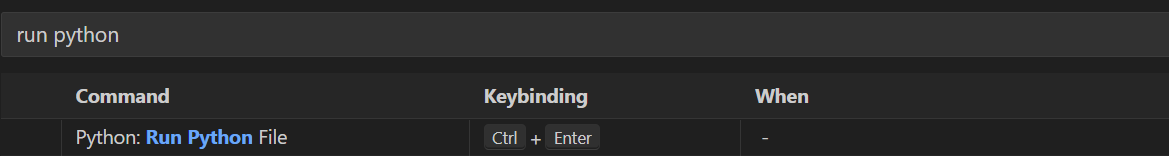 run python
Command Keybinding When
Python: Run Python File Ctrl + Enter -